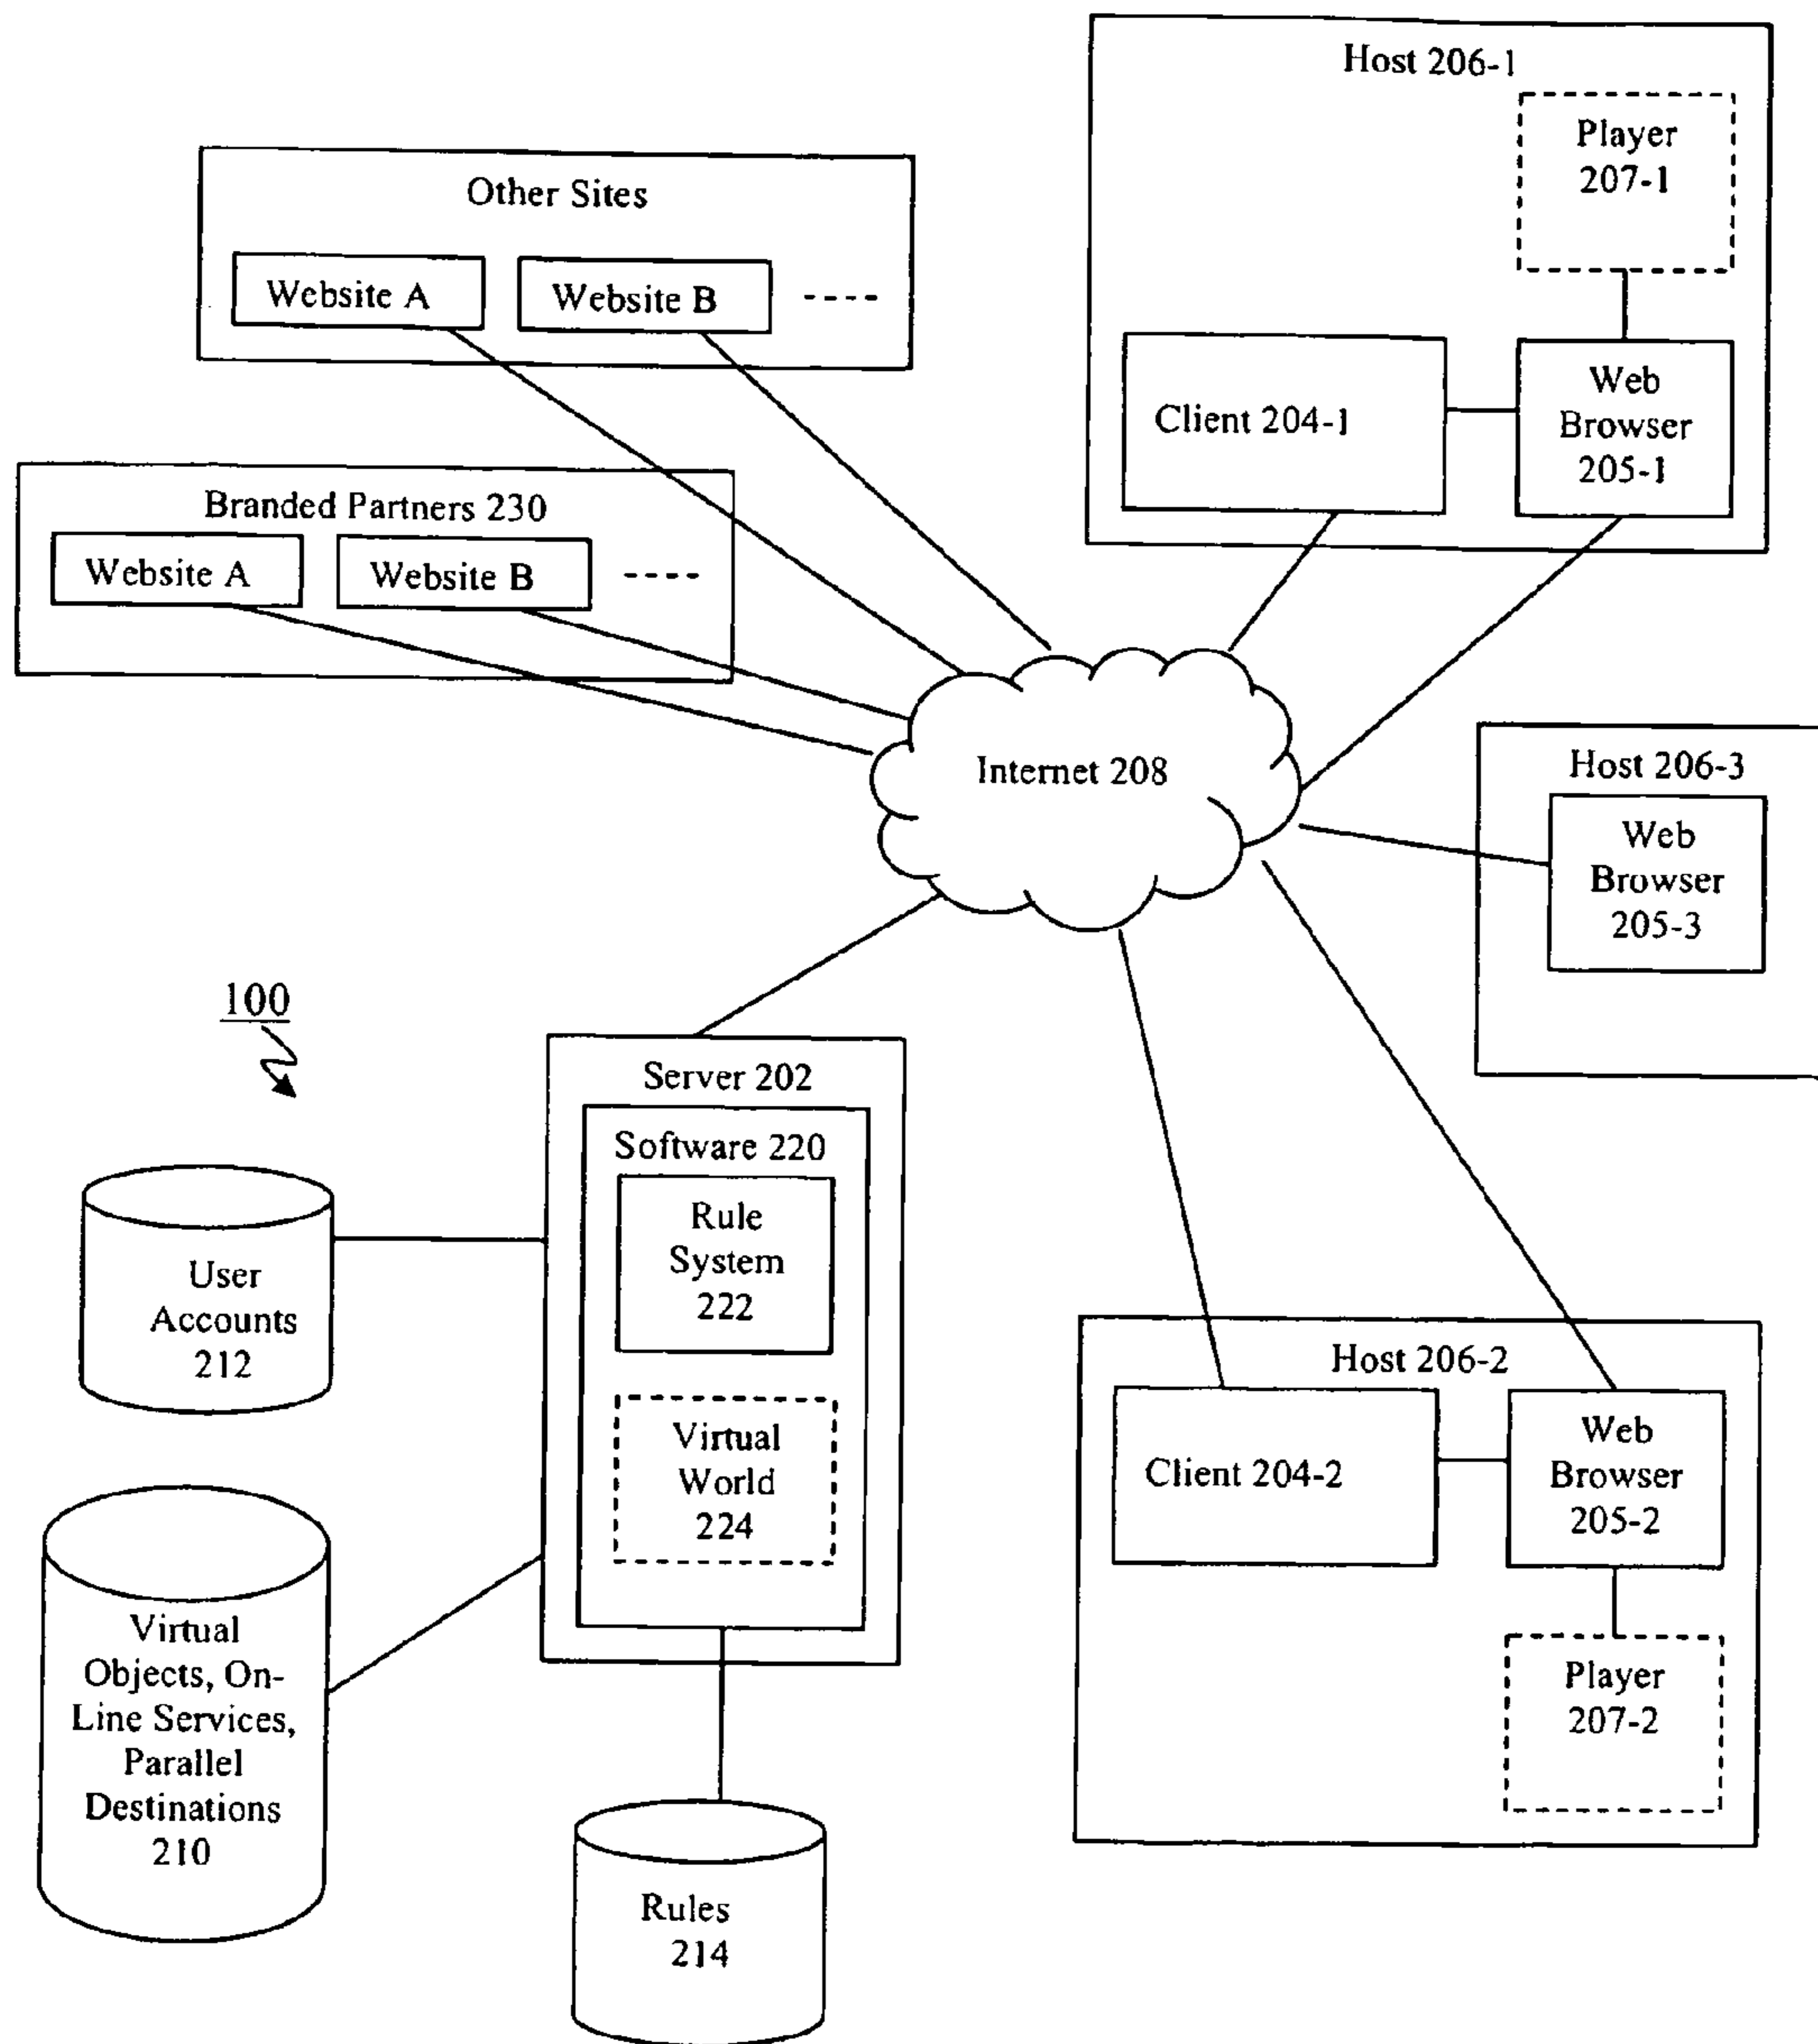 Host 206-1
Player
207-1
Other Sites
Website A
Website B
Client 204-1
Web
Browser
205-1
Branded Partners 230
Website A
Website B
Internet 208
Host 206-3
Web
Browser
205-3
100
Server 202
Software 220
Rule
System
222
User
Accounts
212
Virtual
World
224
Host 206-2
Client 204-2
Web
Browser
205-2
Virtual
Objects, On-
Line Services,
Parallel
Destinations
210
Player
207-2
Rules
214